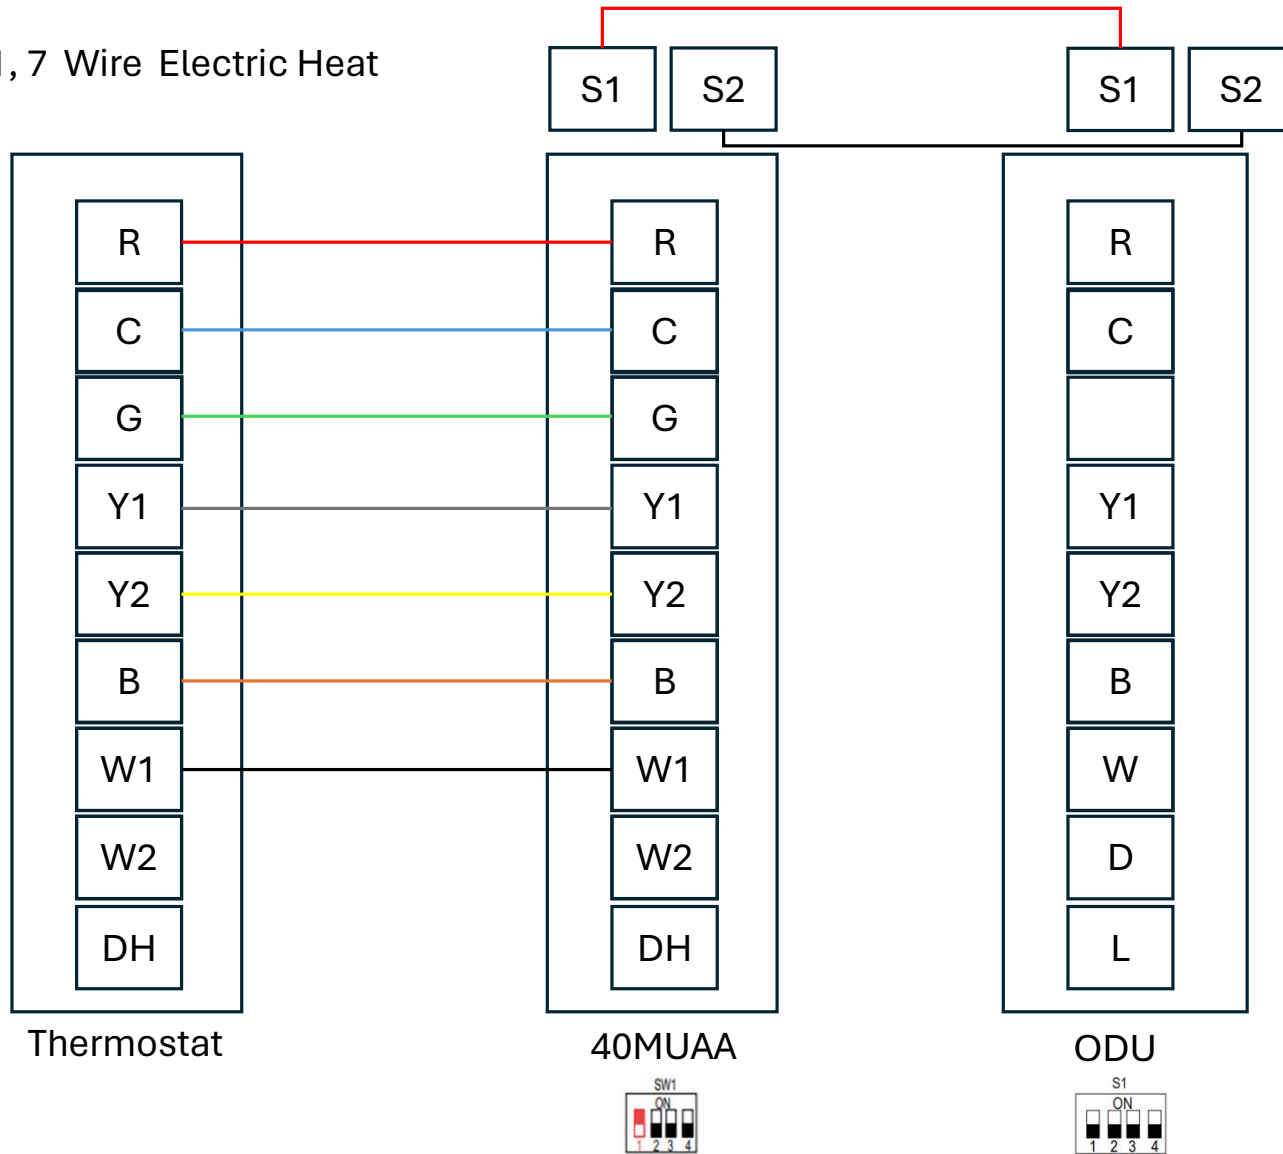 , 7 Wire Electric Heat
S1 S2 S1 S2
R R R
C C C
G G
Y1 Y1 Y1
Y2 Y2 Y2
B B B
W1 W1 W
W2 W2 D
DH DH L
Thermostat 40MUAA ODU
SW1 S1
ON ON
1 2 3 4 1 2 3 4